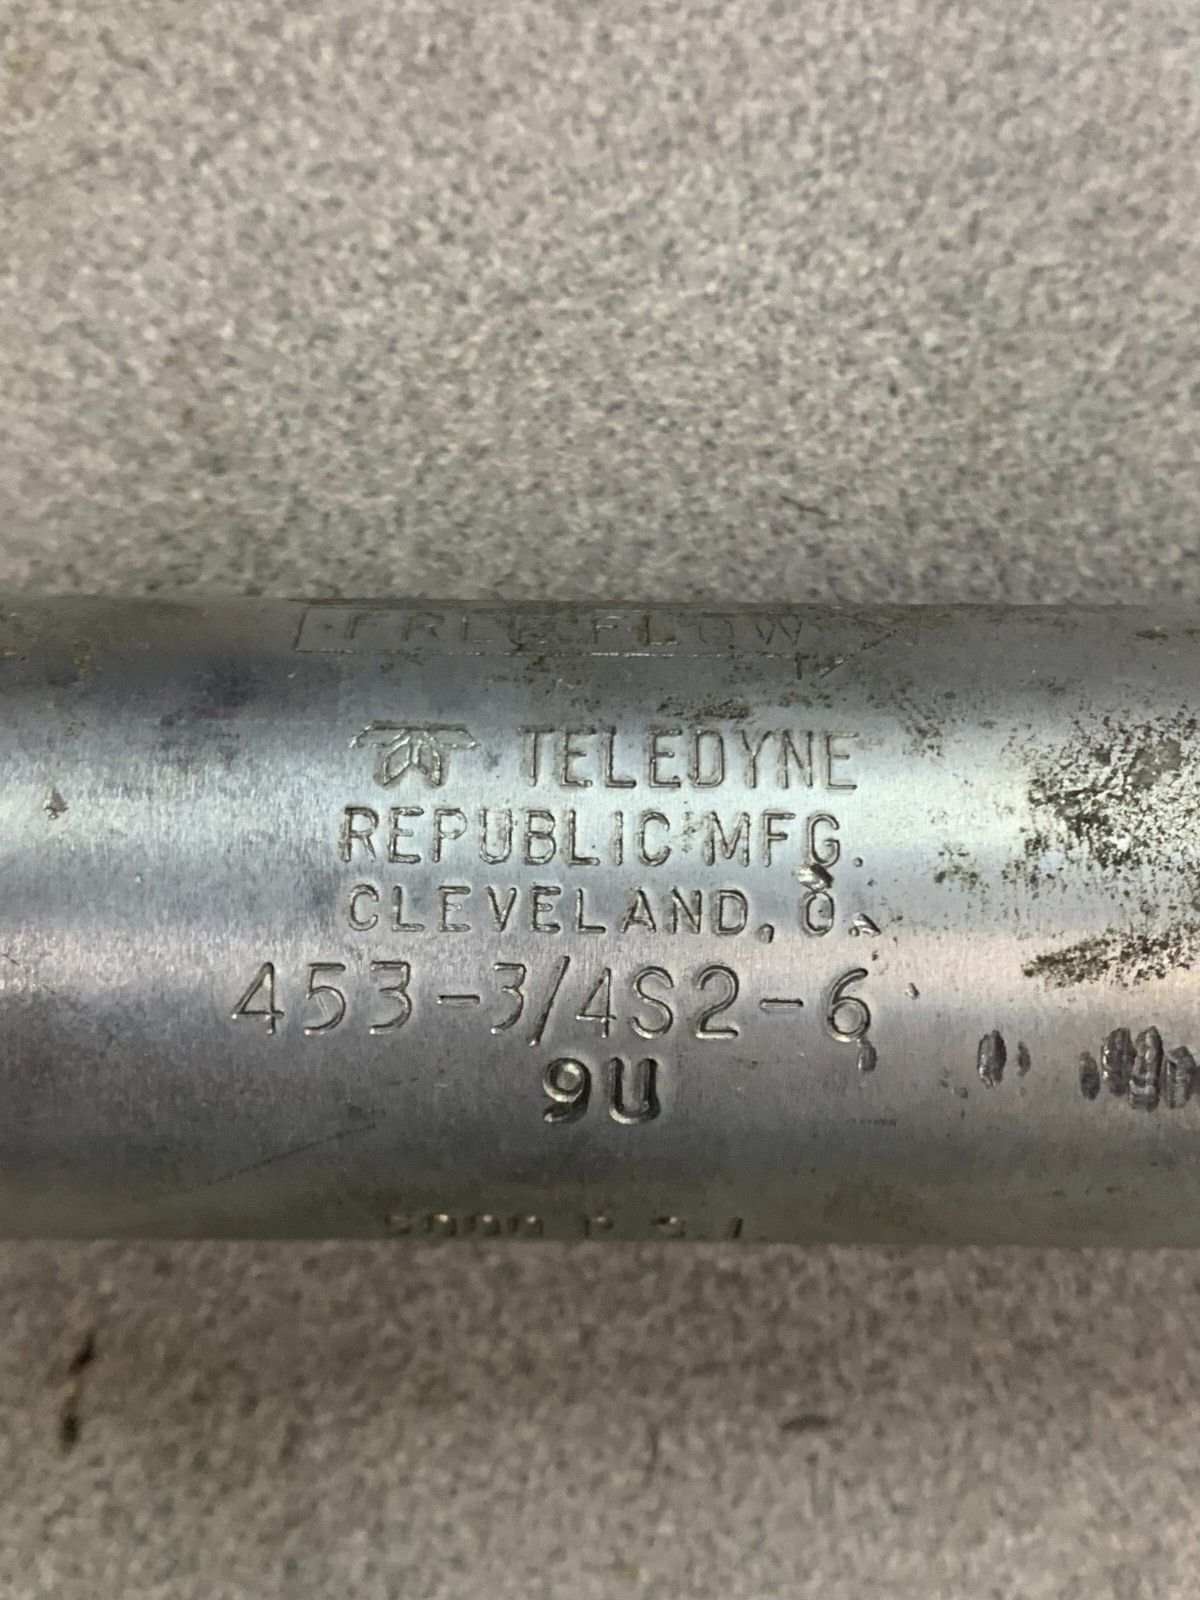 FREE FLOW
TELEDYNE
REPUBLIC MFG.
CLEVELAND, O.
453-3/4S2-6
9U
P.S.I.